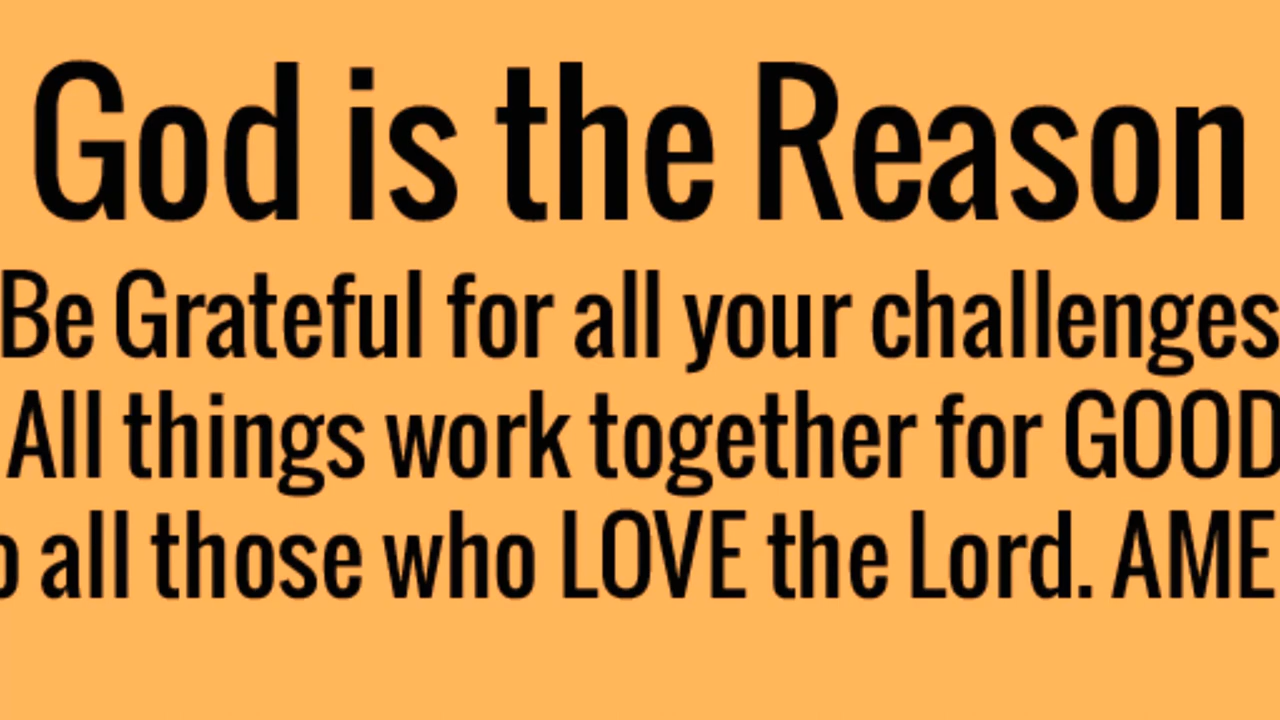 God is the Reason
Be Grateful for all your challenges
All things work together for GOOD
o all those who LOVE the Lord. AME